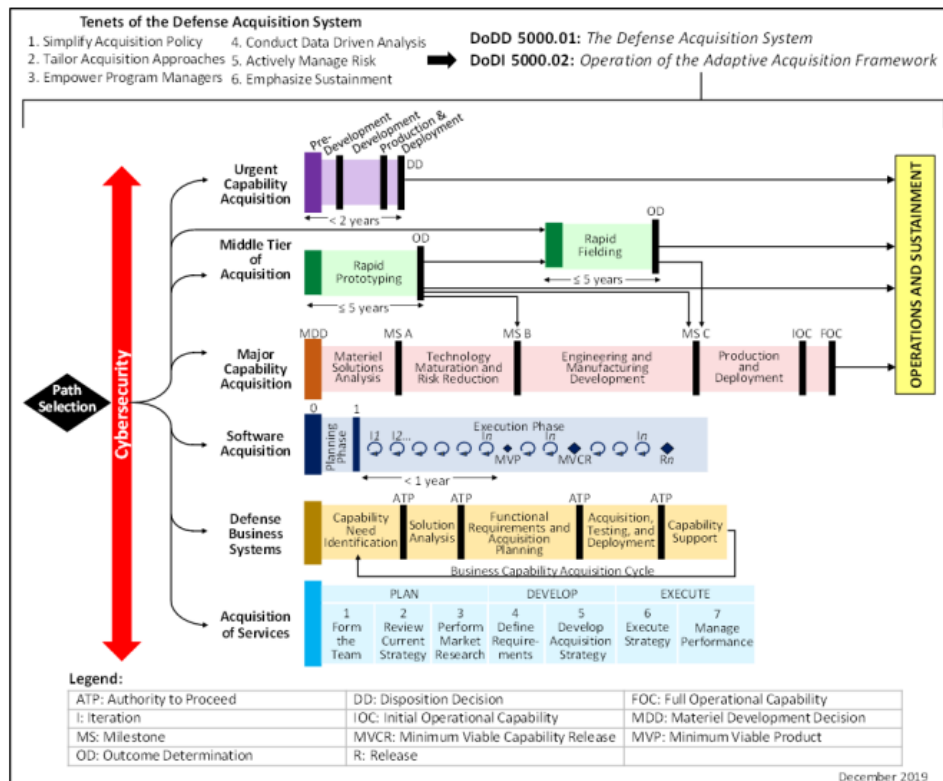 Tenets of the Defense Acquisition System
1. Simplify Acquisition Policy
2. Tailor Acquisition Approaches
3. Empower Program Managers
4. Conduct Data Driven Analysis
5. Actively Manage Risk
6. Emphasize Sustainment
DoDD 5000.01: The Defense Acquisition System
DoDI 5000.02: Operation of the Adaptive Acquisition Framework
Path
Selection
Cybersecurity
Urgent
Capability
Acquisition
Pre-
Development
Development
Production &
Deployment
DD
< 2 years
Middle Tier
of
Acquisition
Rapid
Prototyping
OD
≤ 5 years
Rapid
Fielding
OD
≤ 5 years
Major
Capability
Acquisition
MDD
Materiel
Solutions
Analysis
MS A
Technology
Maturation and
Risk Reduction
MS B
Engineering and
Manufacturing
Development
MS C
Production
and
Deployment
IOC
FOC
OPERATIONS AND SUSTAINMENT
Software
Acquisition
0
Planning
Phase
1
Execution Phase
I1
I2...
In
In
In
MVP
MVCR
Rn
< 1 year
Defense
Business
Systems
Capability
Need
Identification
ATP
Solution
Analysis
ATP
Functional
Requirements and
Acquisition
Planning
ATP
Acquisition,
Testing, and
Deployment
ATP
Capability
Support
Business Capability Acquisition Cycle
Acquisition
of Services
PLAN
DEVELOP
EXECUTE
1
Form
the
Team
2
Review
Current
Strategy
3
Perform
Market
Research
4
Define
Require-
ments
5
Develop
Acquisition
Strategy
6
Execute
Strategy
7
Manage
Performance
Legend:
ATP: Authority to Proceed
DD: Disposition Decision
FOC: Full Operational Capability
I: Iteration
IOC: Initial Operational Capability
MDD: Materiel Development Decision
MS: Milestone
MVCR: Minimum Viable Capability Release
MVP: Minimum Viable Product
OD: Outcome Determination
R: Release
December 2019